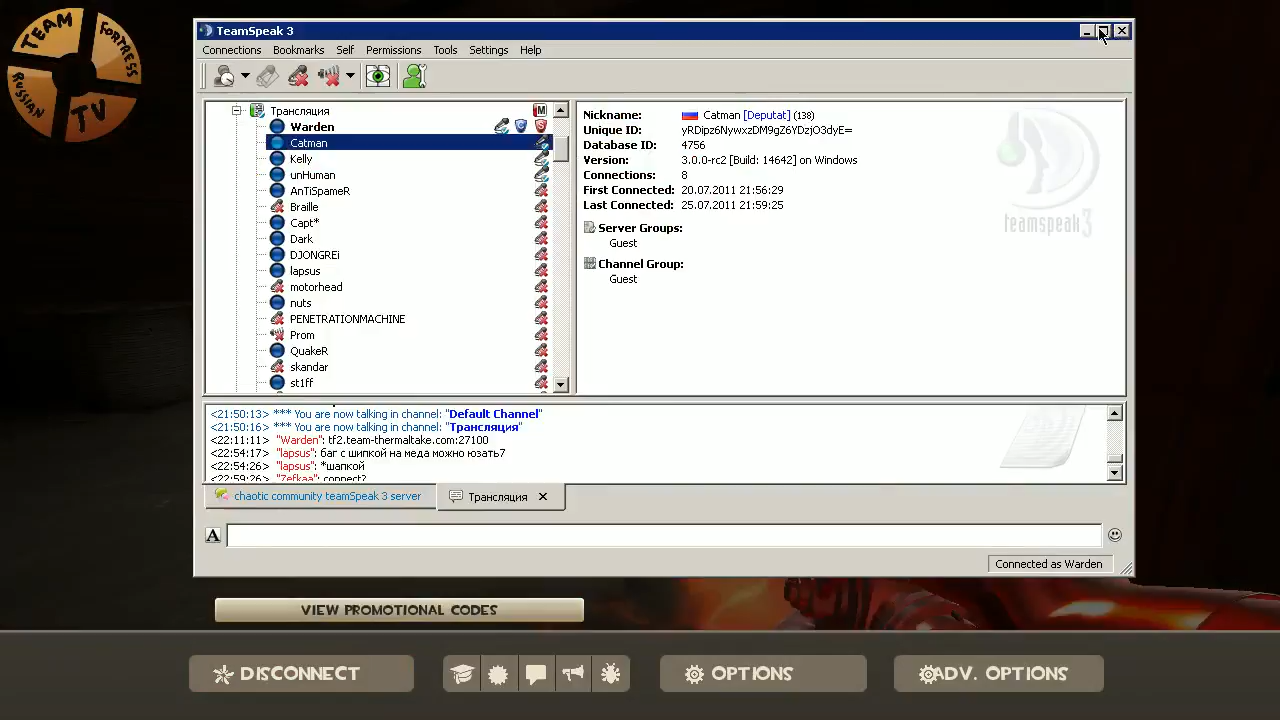 TEAM
FORTRESS
RUSSIAN
TV
TeamSpeak 3
Connections Bookmarks Self Permissions Tools Settings Help
Трансляция
M
Warden
Catman
Kelly
unHuman
AnTiSpameR
Braille
Capt*
Dark
DJONGREi
lapsus
motorhead
nuts
PENETRATIONMACHINE
Prom
QuakeR
skandar
st1ff
Nickname: Catman [Deputat] (138)
Unique ID:
Database ID: 4756
Version: 3.0.0-rc2 [Build: 14642] on Windows
Connections: 8
First Connected: 20.07.2011 21:56:29
Last Connected: 25.07.2011 21:59:25
Server Groups:
Guest
Channel Group:
Guest
teamspeak3
<21:50:13> *** You are now talking in channel: "Default Channel"
<21:50:16> *** You are now talking in channel: "Трансляция"
<22:11:11> "Warden": tf2.team-thermaltake.com:27100
<22:54:17> "lapsus": баг с шипкой на меда можно юзать?
<22:54:26> "lapsus": *шапкой
<22:59:26> "Zefkaa": connect?
chaotic community teamSpeak 3 server
Трансляция
A
Connected as Warden
VIEW PROMOTIONAL CODES
DISCONNECT
OPTIONS
ADV. OPTIONS